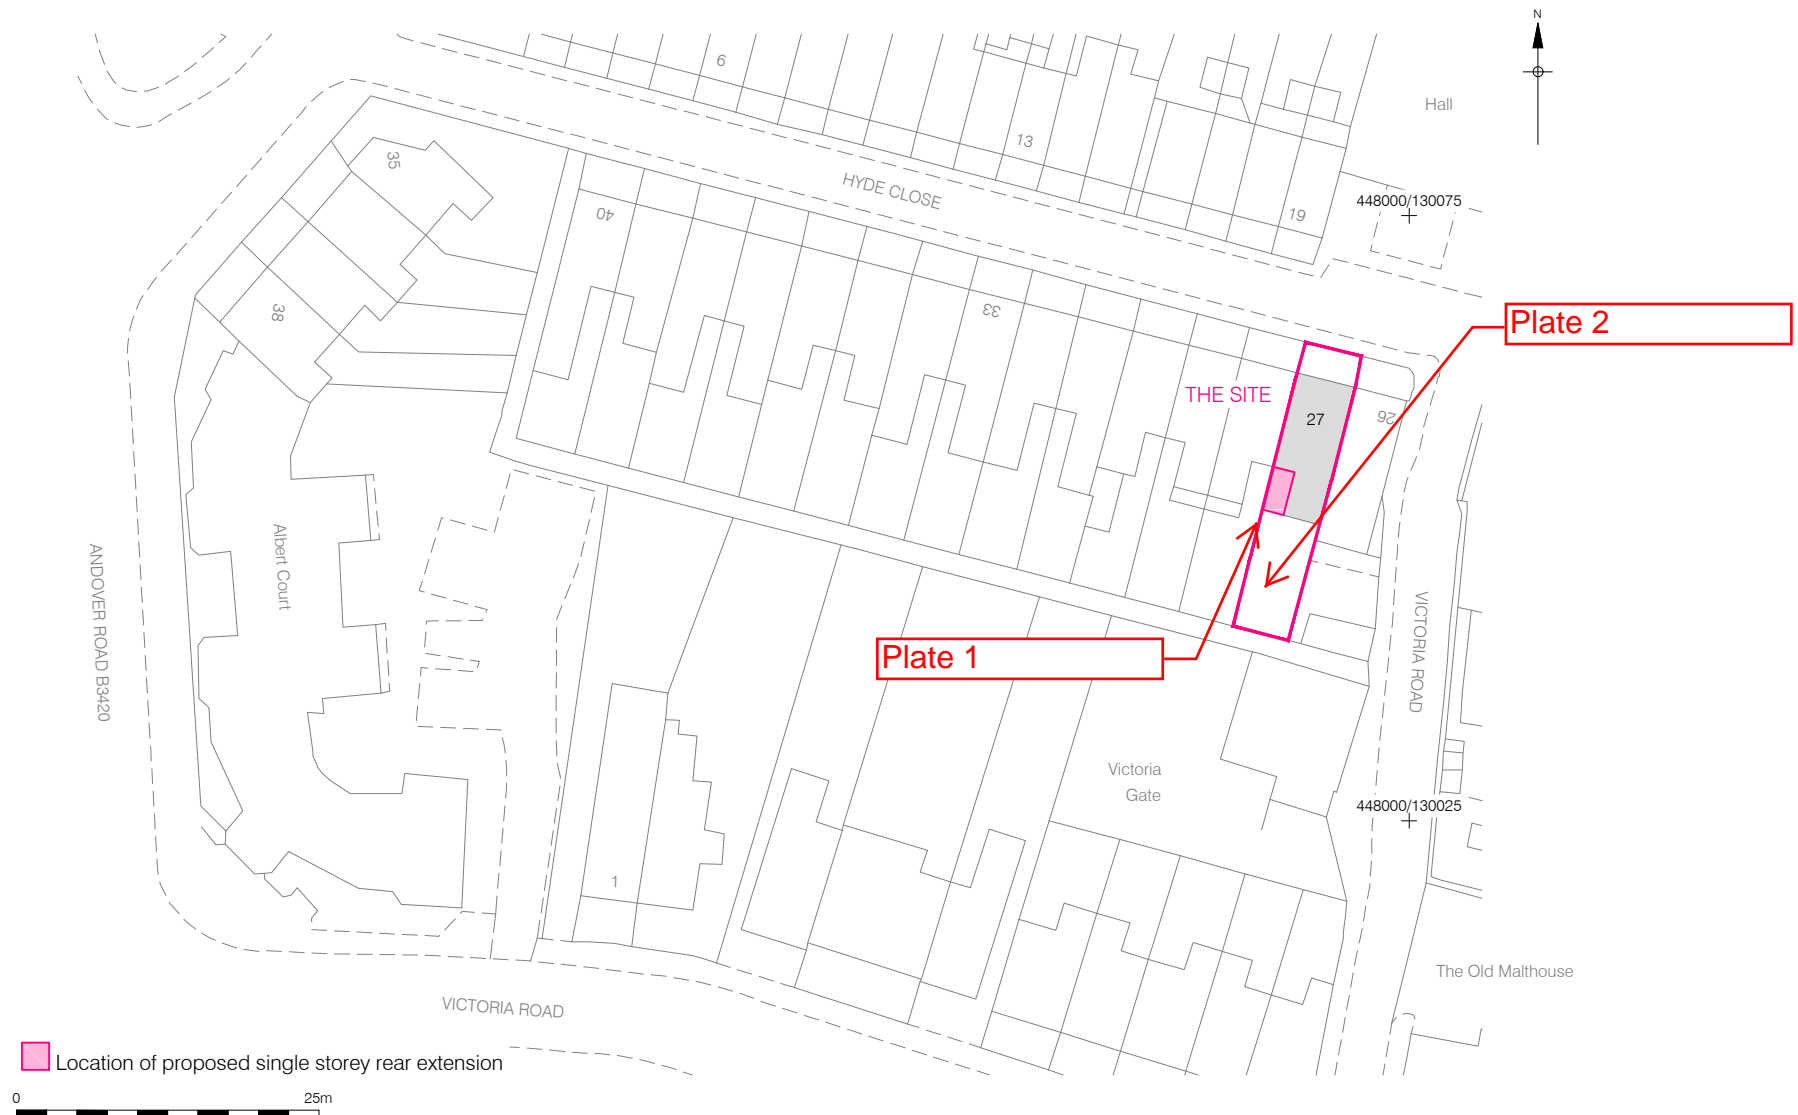 N
6
Hall
13
35
HYDE CLOSE
448000/130075
40
19
38
33
Plate 2
THE SITE
27
26
Albert Court
ANDOVER ROAD B3420
VICTORIA ROAD
Plate 1
Victoria
Gate
448000/130025
1
The Old Malthouse
VICTORIA ROAD
Location of proposed single storey rear extension
0 25m